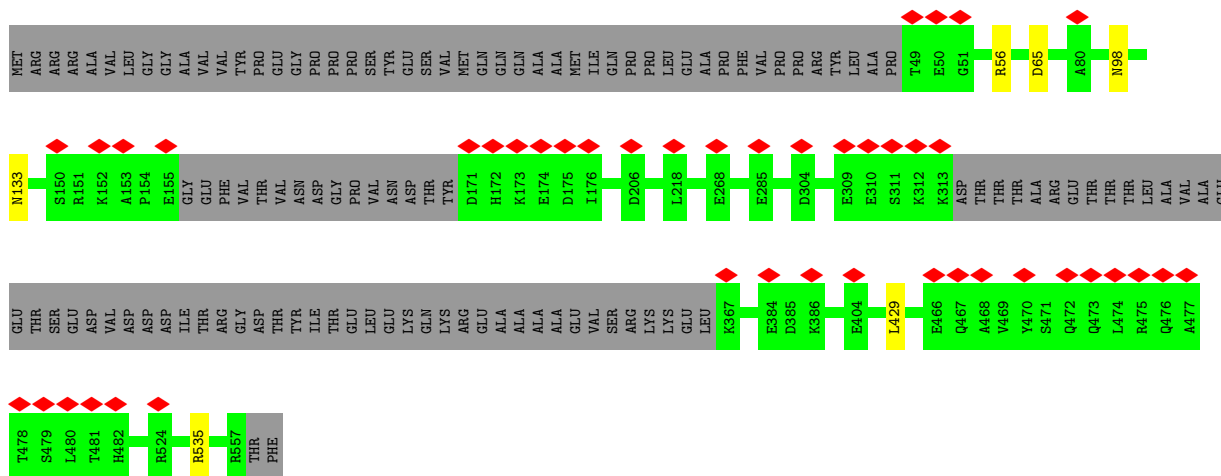 MET ARG ARG ARG ALA VAL LEU GLY GLY ALA VAL VAL TYR PRO GLU GLY PRO PRO PRO SER TYR GLU SER VAL MET GLN GLN GLN ALA ALA MET ILE GLN PRO PRO LEU GLU ALA PRO PHE VAL PRO PRO ARG TYR LEU ALA PRO T49 E50 G51 R56 D65 A80 N98
N133 S150 R151 K152 A153 P154 E155 GLY GLU PHE VAL THR VAL ASN ASP GLY PRO VAL ASN ASP THR TYR D171 H172 K173 E174 D175 I176 D206 L218 E268 E285 D304 E309 E310 S311 K312 K313 ASP THR THR THR ALA ARG GLU THR THR THR LEU ALA VAL ALA GLU
GLU THR SER GLU ASP VAL ASP ASP ASP ILE THR ARG GLY ASP THR TYR ILE THR GLU LEU GLU LYS GLN LYS ARG GLU ALA ALA ALA ALA GLU VAL SER ARG LYS LYS GLU LEU K367 E384 D385 K386 E404 L429 E466 Q467 A468 V469 Y470 S471 Q472 Q473 L474 R475 Q476 A477
T478 S479 L480 T481 H482 R524 R535 R557 THR PHE